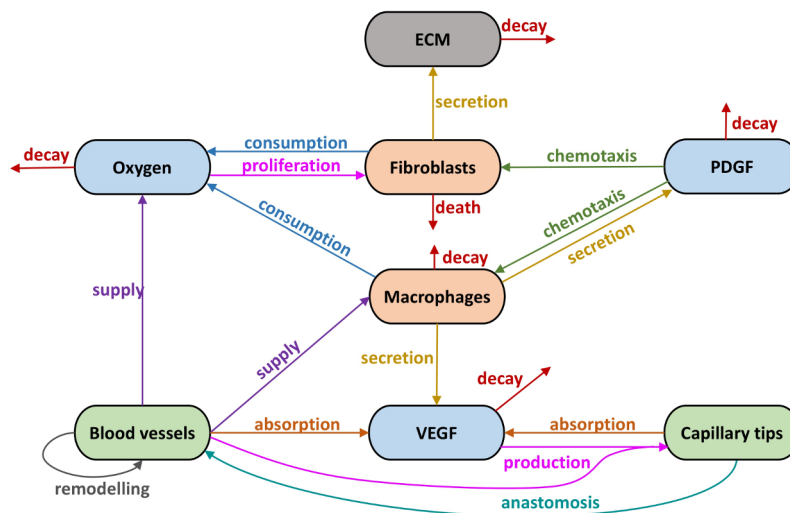 ECM
decay
secretion
decay
decay
Oxygen
consumption
proliferation
Fibroblasts
chemotaxis
PDGF
death
consumption
chemotaxis
secretion
decay
Macrophages
supply
supply
secretion
decay
Blood vessels
absorption
VEGF
absorption
Capillary tips
production
remodelling
anastomosis